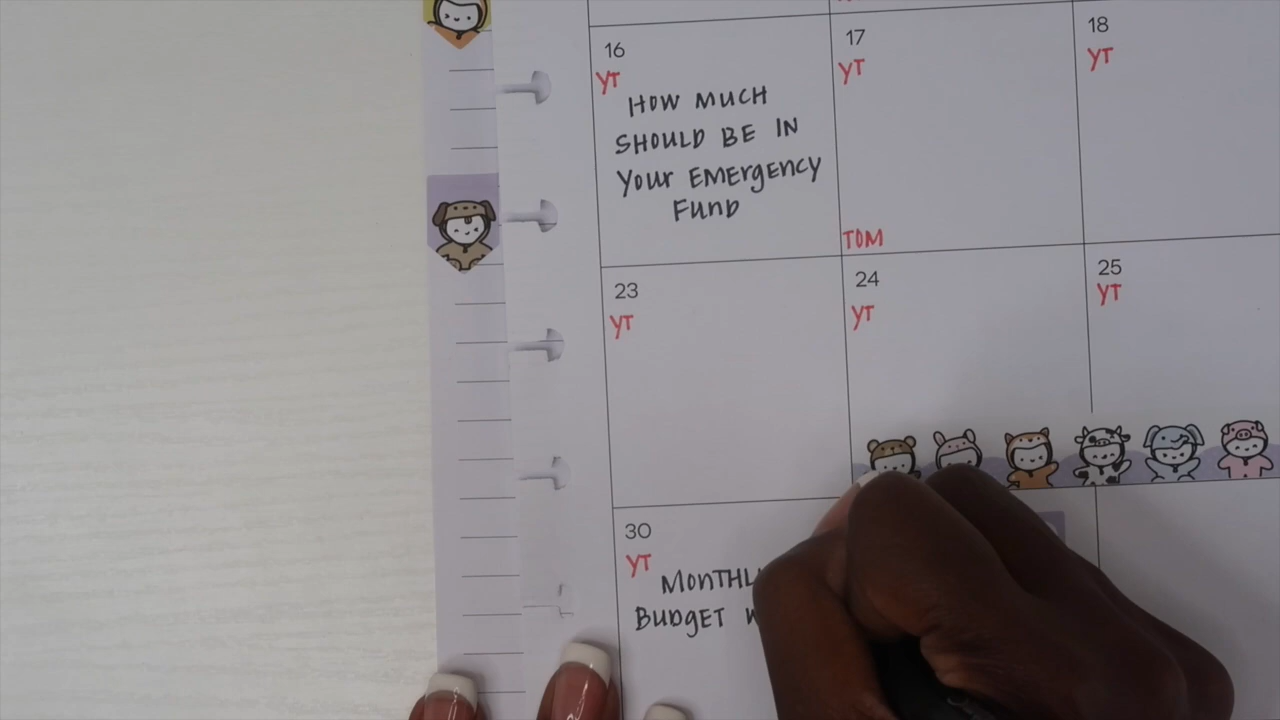 16
YT
HOW MUCH
SHOULD BE IN
YOUR EMERGENCY
FUND
17
YT
TOM
18
YT
23
YT
24
YT
25
YT
30
YT
MONTHL
BUDGET